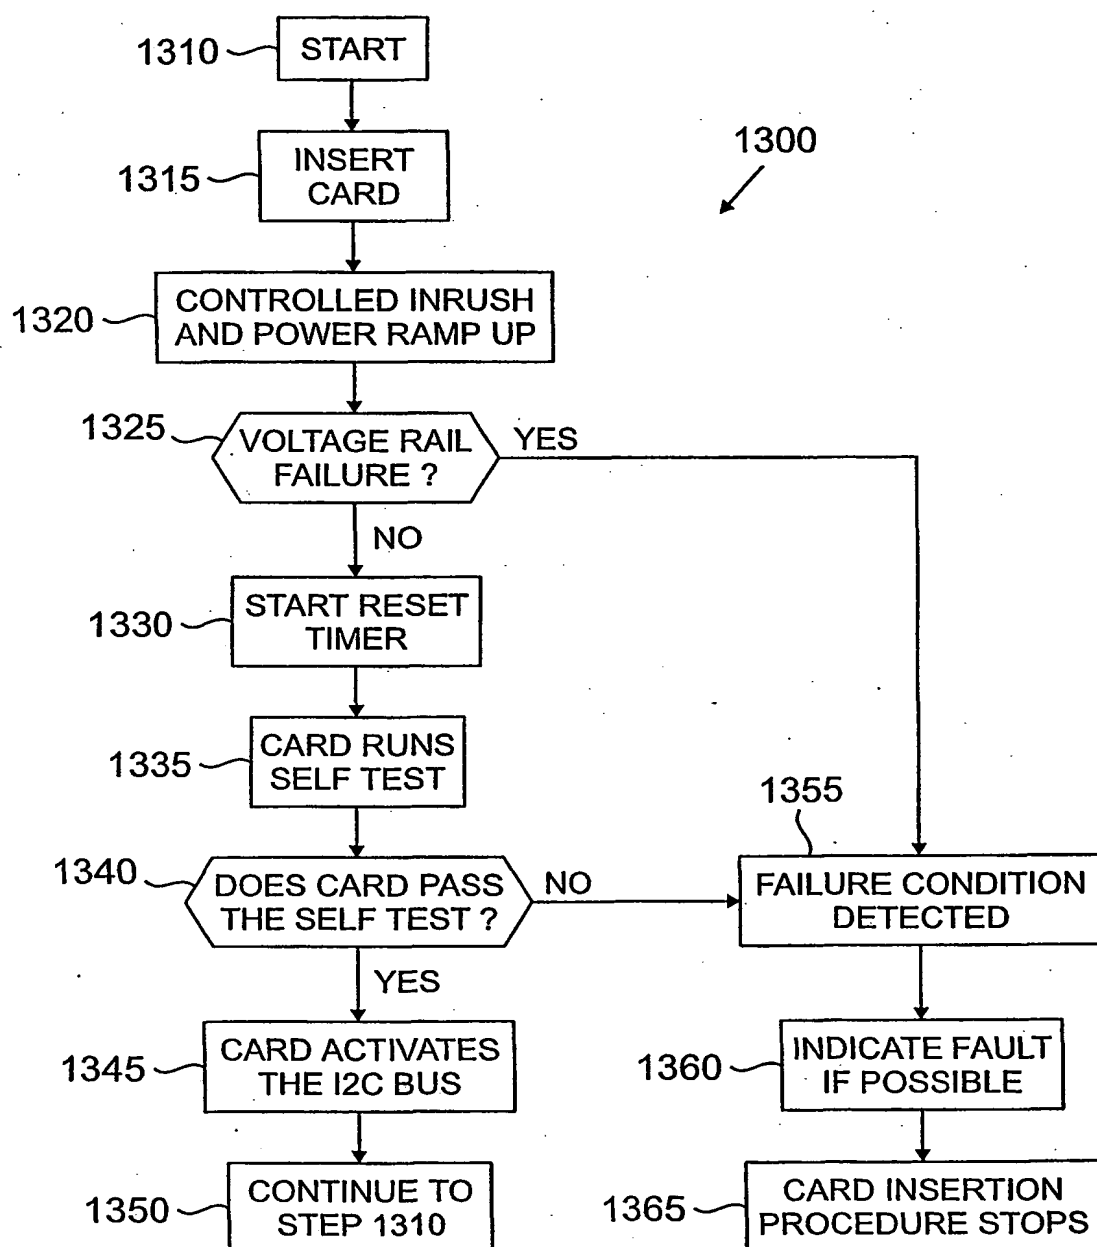 1310
START
1300
1315
INSERT
CARD
1320
CONTROLLED INRUSH
AND POWER RAMP UP
1325
VOLTAGE RAIL
FAILURE ?
YES
NO
1330
START RESET
TIMER
1335
CARD RUNS
SELF TEST
1355
1340
DOES CARD PASS
THE SELF TEST ?
NO
FAILURE CONDITION
DETECTED
YES
1345
CARD ACTIVATES
THE I2C BUS
1360
INDICATE FAULT
IF POSSIBLE
1350
CONTINUE TO
STEP 1310
1365
CARD INSERTION
PROCEDURE STOPS